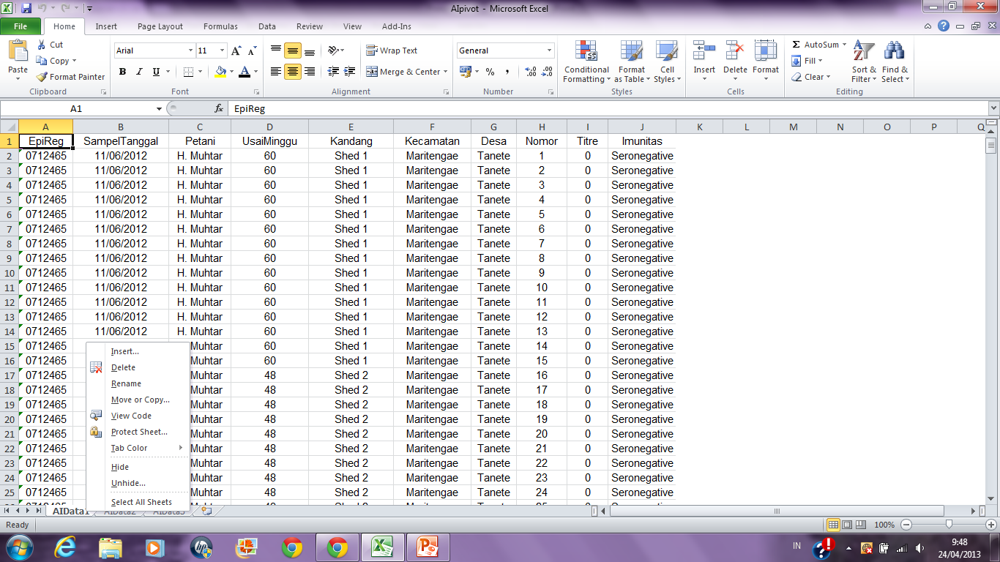 AIpivot - Microsoft Excel
File Home Insert Page Layout Formulas Data Review View Add-Ins
Paste Cut Copy Format Painter Clipboard
Arial 11 A A B I U A Font
Wrap Text Merge & Center Alignment
General % , Number
Conditional Formatting Format as Table Cell Styles Styles
Insert Delete Format Cells
Σ AutoSum Fill Clear Sort & Filter Find & Select Editing
A1 fx EpiReg
A B C D E F G H I J K L M N O P Q
1 EpiReg SampelTanggal Petani UsaiMinggu Kandang Kecamatan Desa Nomor Titre Imunitas
2 0712465 11/06/2012 H. Muhtar 60 Shed 1 Maritengae Tanete 1 0 Seronegative
3 0712465 11/06/2012 H. Muhtar 60 Shed 1 Maritengae Tanete 2 0 Seronegative
4 0712465 11/06/2012 H. Muhtar 60 Shed 1 Maritengae Tanete 3 0 Seronegative
5 0712465 11/06/2012 H. Muhtar 60 Shed 1 Maritengae Tanete 4 0 Seronegative
6 0712465 11/06/2012 H. Muhtar 60 Shed 1 Maritengae Tanete 5 0 Seronegative
7 0712465 11/06/2012 H. Muhtar 60 Shed 1 Maritengae Tanete 6 0 Seronegative
8 0712465 11/06/2012 H. Muhtar 60 Shed 1 Maritengae Tanete 7 0 Seronegative
9 0712465 11/06/2012 H. Muhtar 60 Shed 1 Maritengae Tanete 8 0 Seronegative
10 0712465 11/06/2012 H. Muhtar 60 Shed 1 Maritengae Tanete 9 0 Seronegative
11 0712465 11/06/2012 H. Muhtar 60 Shed 1 Maritengae Tanete 10 0 Seronegative
12 0712465 11/06/2012 H. Muhtar 60 Shed 1 Maritengae Tanete 11 0 Seronegative
13 0712465 11/06/2012 H. Muhtar 60 Shed 1 Maritengae Tanete 12 0 Seronegative
14 0712465 11/06/2012 H. Muhtar 60 Shed 1 Maritengae Tanete 13 0 Seronegative
15 0712465 Muhtar 60 Shed 1 Maritengae Tanete 14 0 Seronegative
16 0712465 Muhtar 60 Shed 1 Maritengae Tanete 15 0 Seronegative
17 0712465 Muhtar 48 Shed 2 Maritengae Tanete 16 0 Seronegative
18 0712465 Muhtar 48 Shed 2 Maritengae Tanete 17 0 Seronegative
19 0712465 Muhtar 48 Shed 2 Maritengae Tanete 18 0 Seronegative
20 0712465 Muhtar 48 Shed 2 Maritengae Tanete 19 0 Seronegative
21 0712465 Muhtar 48 Shed 2 Maritengae Tanete 20 0 Seronegative
22 0712465 Muhtar 48 Shed 2 Maritengae Tanete 21 0 Seronegative
23 0712465 Muhtar 48 Shed 2 Maritengae Tanete 22 0 Seronegative
24 0712465 Muhtar 48 Shed 2 Maritengae Tanete 23 0 Seronegative
25 0712465 Muhtar 48 Shed 2 Maritengae Tanete 24 0 Seronegative
Insert...
Delete
Rename
Move or Copy...
View Code
Protect Sheet...
Tab Color
Hide
Unhide...
Select All Sheets
AIData1 AIData2 AIData3
Ready 100%
IN 9:48
24/04/2013